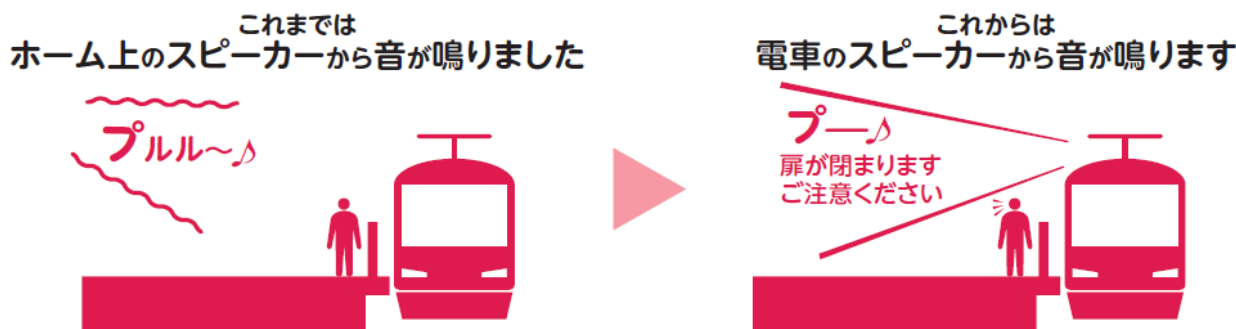 これまでは
ホーム上のスピーカーから音が鳴りました
プルル～♪
これからは
電車のスピーカーから音が鳴ります
プ―♪
扉が閉まります
ご注意ください